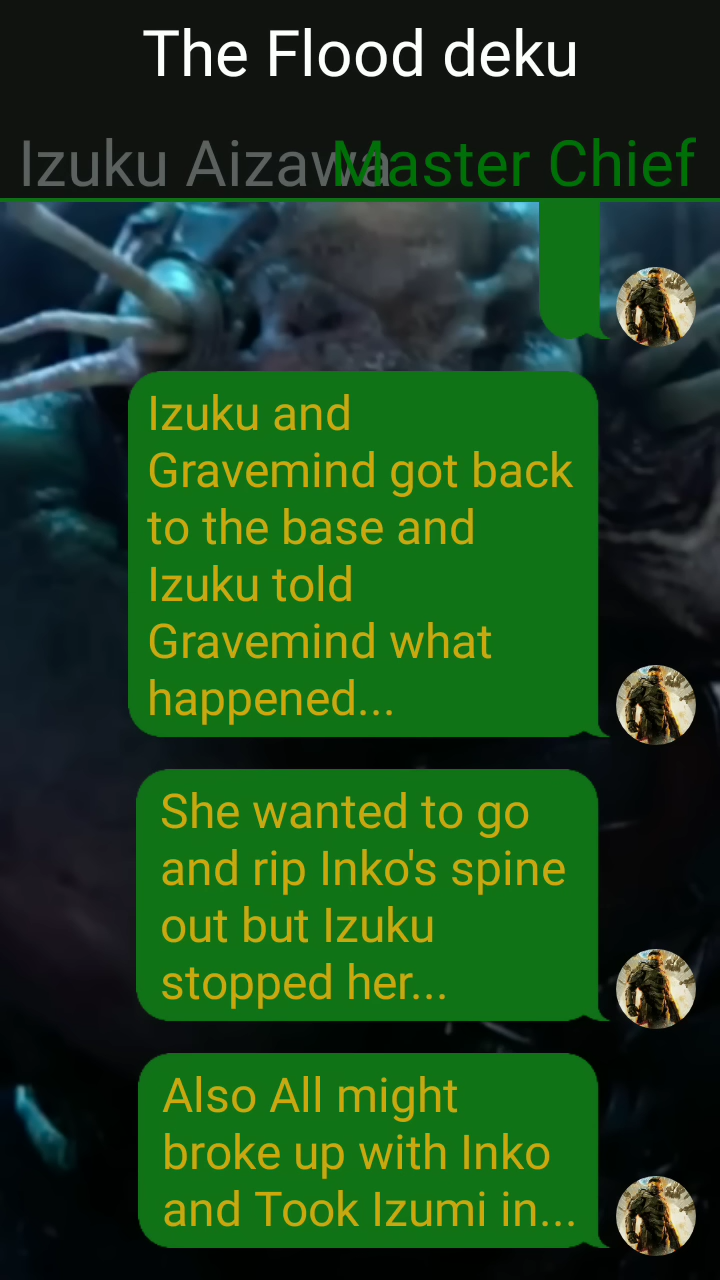 The Flood deku
Izuku Aizawa
Master Chief
Izuku and
Gravemind got back
to the base and
Izuku told
Gravemind what
happened...
She wanted to go
and rip Inko's spine
out but Izuku
stopped her...
Also All might
broke up with Inko
and Took Izumi in...